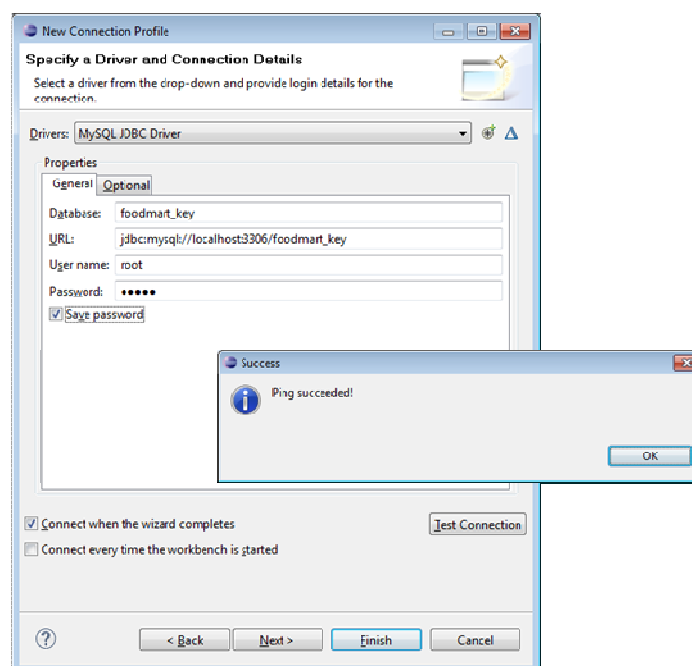 New Connection Profile
Specify a Driver and Connection Details
Select a driver from the drop-down and provide login details for the
connection.
Drivers: MySQL JDBC Driver
Properties
General Optional
Database: foodmart_key
URL: jdbc:mysql://localhost:3306/foodmart_key
User name: root
Password: •••••
Save password
Success
Ping succeeded!
OK
Connect when the wizard completes
Test Connection
Connect every time the workbench is started
< Back Next > Finish Cancel